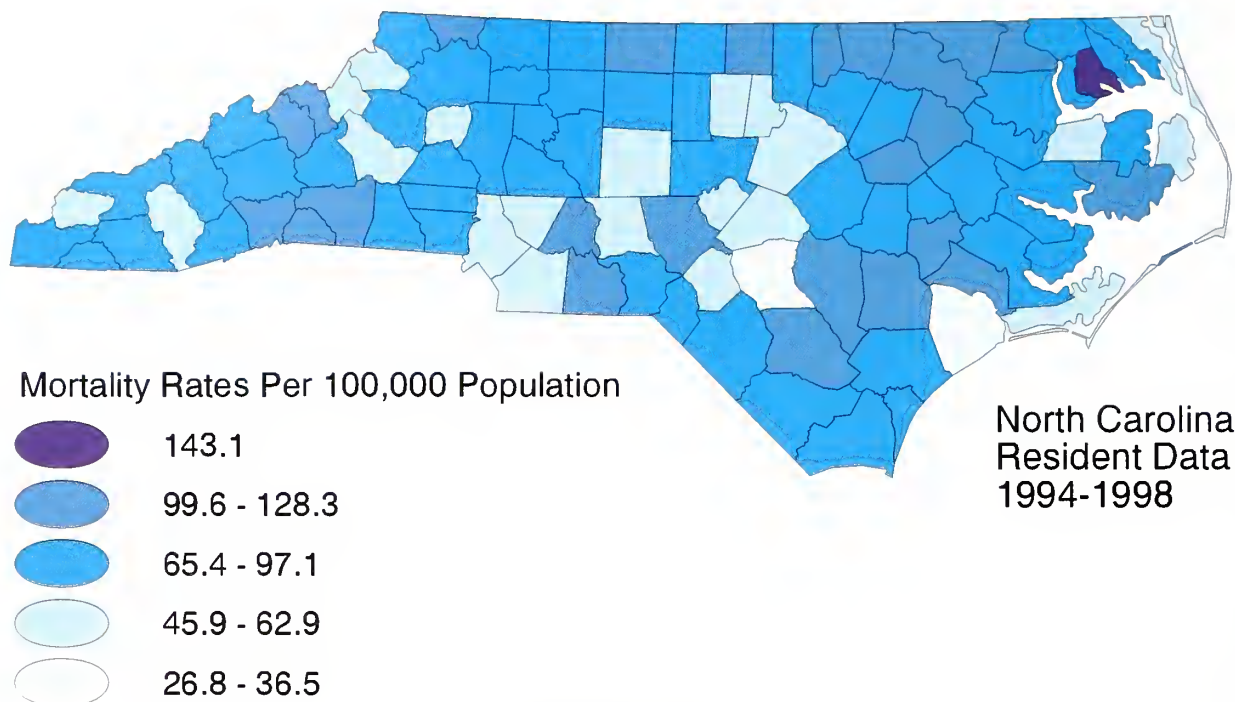 Mortality Rates Per 100,000 Population
143.1
99.6 - 128.3
65.4 - 97.1
45.9 - 62.9
26.8 - 36.5
North Carolina
Resident Data
1994-1998